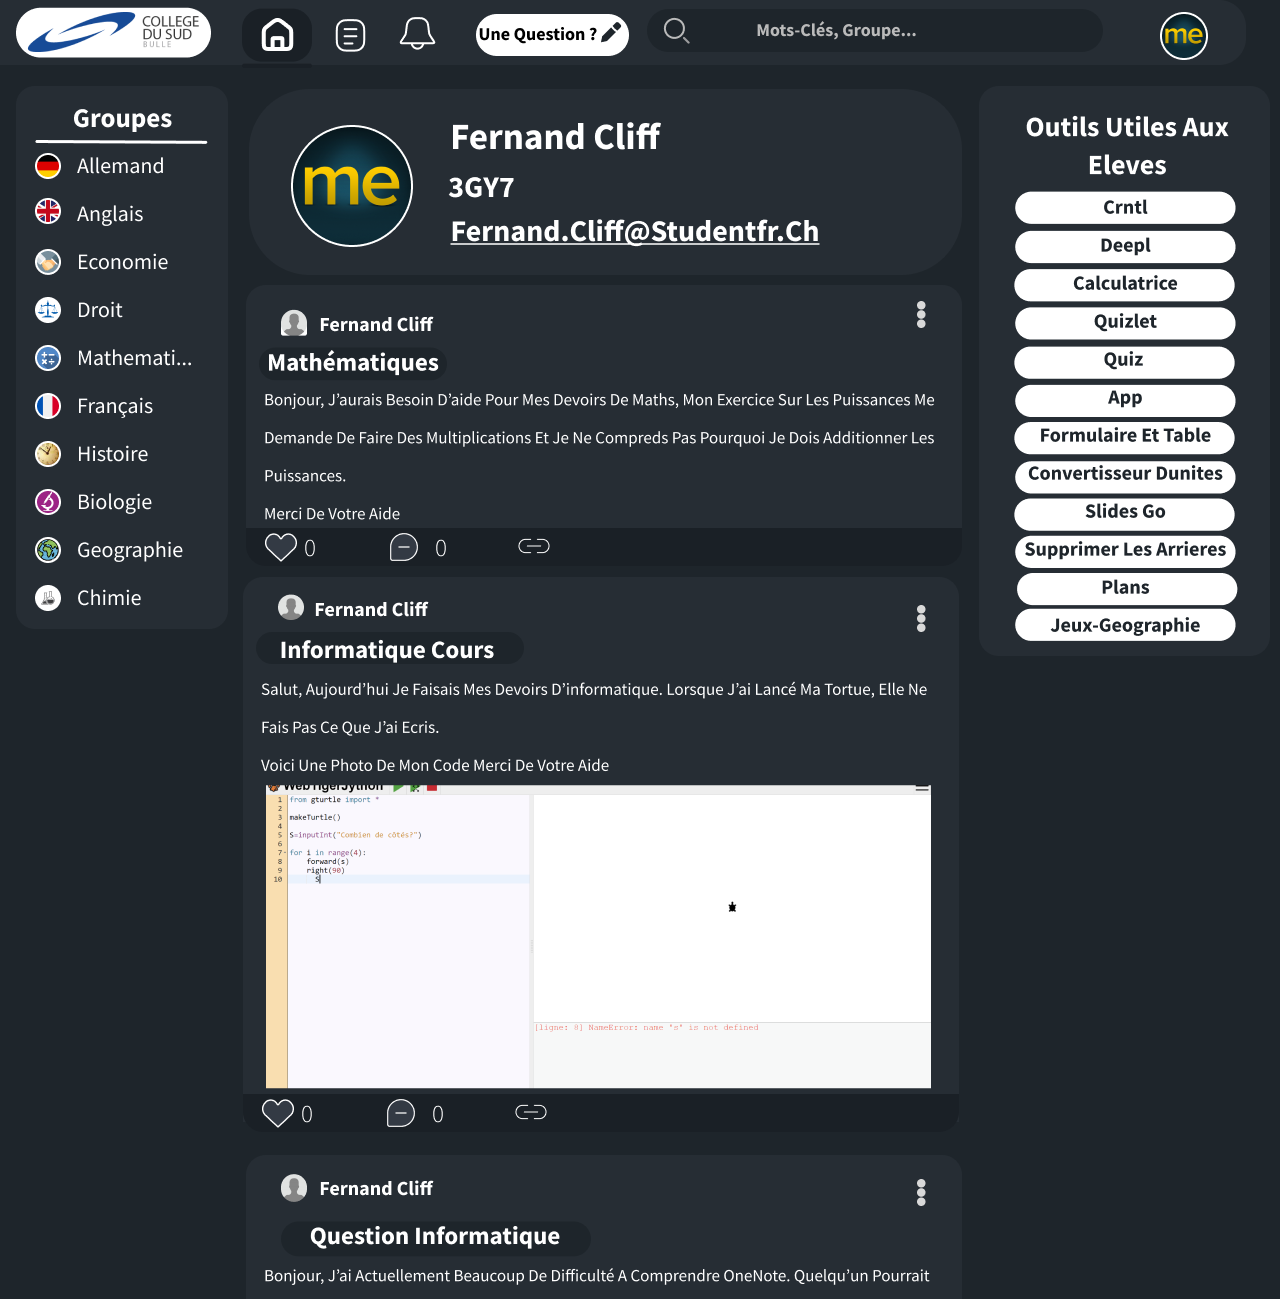 COLLEGE
DU SUD
BULLE
Une Question ?
Mots-Clés, Groupe...
me
Groupes
Allemand
Anglais
Economie
Droit
Mathemati...
Français
Histoire
Biologie
Geographie
Chimie
me
Fernand Cliff
3GY7
Fernand.Cliff@Studentfr.Ch
Fernand Cliff
Mathématiques
Bonjour, J’aurais Besoin D’aide Pour Mes Devoirs De Maths, Mon Exercice Sur Les Puissances Me
Demande De Faire Des Multiplications Et Je Ne Compreds Pas Pourquoi Je Dois Additionner Les
Puissances.
Merci De Votre Aide
0 0
Fernand Cliff
Informatique Cours
Salut, Aujourd’hui Je Faisais Mes Devoirs D’informatique. Lorsque J’ai Lancé Ma Tortue, Elle Ne
Fais Pas Ce Que J’ai Ecris.
Voici Une Photo De Mon Code Merci De Votre Aide
WebTigerJython
1 from gturtle import *
2
3 makeTurtle()
4
5 S=inputInt("Combien de côtés?")
6
7 for i in range(4):
8 forward(s)
9 right(90)
10 S
[ligne: 8] NameError: name "s" is not defined
0 0
Fernand Cliff
Question Informatique
Bonjour, J’ai Actuellement Beaucoup De Difficulté A Comprendre OneNote. Quelqu’un Pourrait
Outils Utiles Aux
Eleves
Crntl
Deepl
Calculatrice
Quizlet
Quiz
App
Formulaire Et Table
Convertisseur Dunites
Slides Go
Supprimer Les Arrieres
Plans
Jeux-Geographie